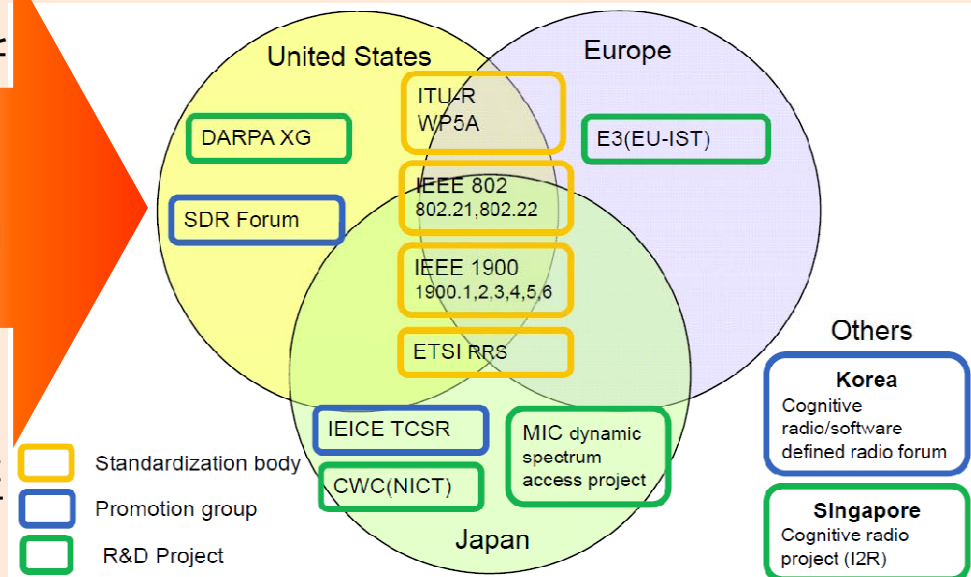 United States
Europe
ITU-R
WP5A
DARPA XG
E3(EU-IST)
IEEE 802
802.21,802.22
SDR Forum
IEEE 1900
1900.1,2,3,4,5,6
ETSI RRS
Others
Korea
Cognitive
radio/software
defined radio forum
IEICE TCSR
MIC dynamic
spectrum
access project
CWC(NICT)
Japan
Singapore
Cognitive radio
project (I2R)
Standardization body
Promotion group
R&D Project